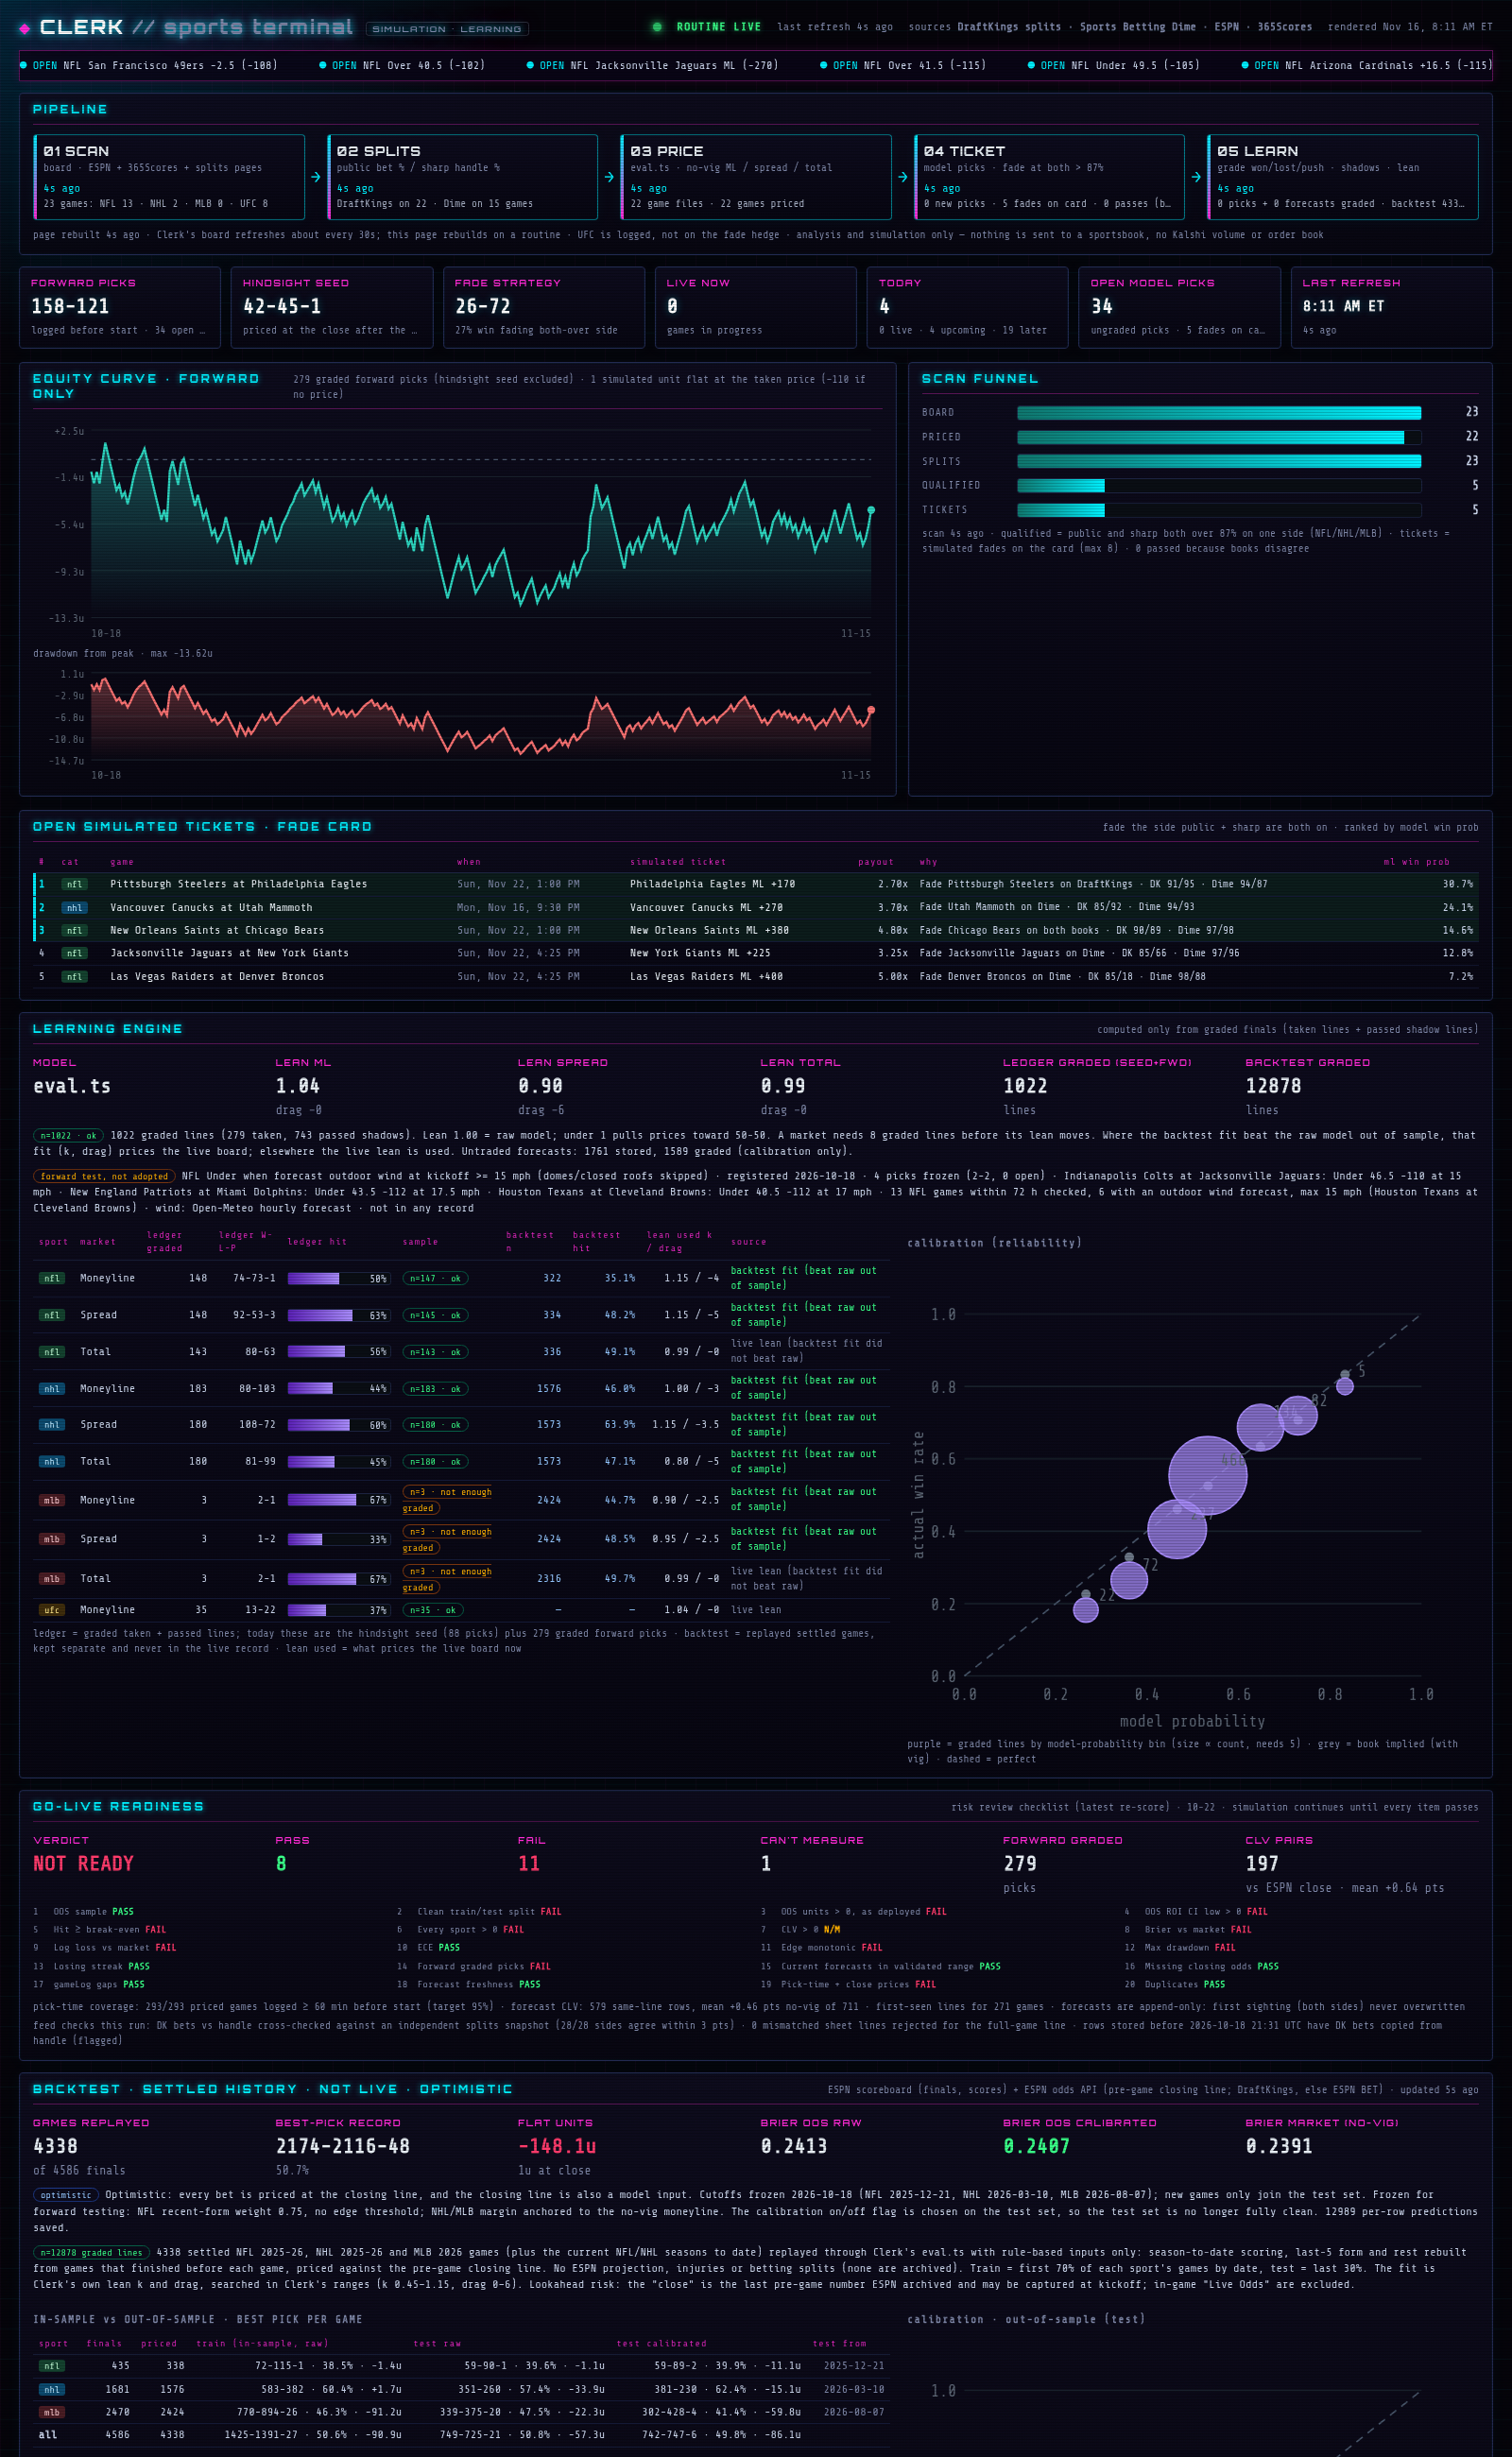 ◆ CLERK // sports terminal SIMULATION · LEARNING
ROUTINE LIVE last refresh 4s ago sources DraftKings splits · Sports Betting Dime · ESPN · 365Scores rendered Nov 16, 8:11 AM ET
OPEN NFL San Francisco 49ers -2.5 (-108) OPEN NFL Over 40.5 (-102) OPEN NFL Jacksonville Jaguars ML (-270) OPEN NFL Over 41.5 (-115) OPEN NFL Under 49.5 (-105) OPEN NFL Arizona Cardinals +16.5 (-115)
PIPELINE
01 SCAN
board · ESPN + 365Scores + splits pages
4s ago
23 games: NFL 13 · NHL 2 · MLB 0 · UFC 8
→
02 SPLITS
public bet % / sharp handle %
4s ago
DraftKings on 22 · Dime on 15 games
→
03 PRICE
eval.ts · no-vig ML / spread / total
4s ago
22 game files · 22 games priced
→
04 TICKET
model picks · fade at both > 87%
4s ago
0 new picks · 5 fades on card · 0 passes (b…
→
05 LEARN
grade won/lost/push · shadows · lean
4s ago
0 picks + 0 forecasts graded · backtest 433…
page rebuilt 4s ago · Clerk's board refreshes about every 30s; this page rebuilds on a routine · UFC is logged, not on the fade hedge · analysis and simulation only — nothing is sent to a sportsbook, no Kalshi volume or order book
FORWARD PICKS
158-121
logged before start · 34 open …
HINDSIGHT SEED
42-45-1
priced at the close after the …
FADE STRATEGY
26-72
27% win fading both-over side
LIVE NOW
0
games in progress
TODAY
4
0 live · 4 upcoming · 19 later
OPEN MODEL PICKS
34
ungraded picks · 5 fades on ca…
LAST REFRESH
8:11 AM ET
4s ago
EQUITY CURVE · FORWARD ONLY
279 graded forward picks (hindsight seed excluded) · 1 simulated unit flat at the taken price (-110 if no price)
+2.5u
-1.4u
-5.4u
-9.3u
-13.3u
10-18 11-15
drawdown from peak · max -13.62u
1.1u
-2.9u
-6.8u
-10.8u
-14.7u
10-18 11-15
SCAN FUNNEL
BOARD 23
PRICED 22
SPLITS 23
QUALIFIED 5
TICKETS 5
scan 4s ago · qualified = public and sharp both over 87% on one side (NFL/NHL/MLB) · tickets =
simulated fades on the card (max 8) · 0 passed because books disagree
OPEN SIMULATED TICKETS · FADE CARD
fade the side public + sharp are both on · ranked by model win prob
# cat game when simulated ticket payout why ml win prob
1 nfl Pittsburgh Steelers at Philadelphia Eagles Sun, Nov 22, 1:00 PM Philadelphia Eagles ML +170 2.70x Fade Pittsburgh Steelers on DraftKings · DK 91/95 · Dime 94/87 30.7%
2 nhl Vancouver Canucks at Utah Mammoth Mon, Nov 16, 9:30 PM Vancouver Canucks ML +270 3.70x Fade Utah Mammoth on Dime · DK 85/92 · Dime 94/93 24.1%
3 nfl New Orleans Saints at Chicago Bears Sun, Nov 22, 1:00 PM New Orleans Saints ML +380 4.80x Fade Chicago Bears on both books · DK 90/89 · Dime 97/98 14.6%
4 nfl Jacksonville Jaguars at New York Giants Sun, Nov 22, 4:25 PM New York Giants ML +225 3.25x Fade Jacksonville Jaguars on Dime · DK 85/66 · Dime 97/96 12.8%
5 nfl Las Vegas Raiders at Denver Broncos Sun, Nov 22, 4:25 PM Las Vegas Raiders ML +400 5.00x Fade Denver Broncos on Dime · DK 85/18 · Dime 98/88 7.2%
LEARNING ENGINE
computed only from graded finals (taken lines + passed shadow lines)
MODEL
eval.ts
LEAN ML
1.04
drag -0
LEAN SPREAD
0.90
drag -6
LEAN TOTAL
0.99
drag -0
LEDGER GRADED (SEED+FWD)
1022
lines
BACKTEST GRADED
12878
lines
n=1022 · ok 1022 graded lines (279 taken, 743 passed shadows). Lean 1.00 = raw model; under 1 pulls prices toward 50-50. A market needs 8 graded lines before its lean moves. Where the backtest fit beat the raw model out of sample, that
fit (k, drag) prices the live board; elsewhere the live lean is used. Untraded forecasts: 1761 stored, 1589 graded (calibration only).
forward test, not adopted NFL Under when forecast outdoor wind at kickoff >= 15 mph (domes/closed roofs skipped) · registered 2026-10-18 · 4 picks frozen (2-2, 0 open) · Indianapolis Colts at Jacksonville Jaguars: Under 46.5 -110 at 15
mph · New England Patriots at Miami Dolphins: Under 43.5 -112 at 17.5 mph · Houston Texans at Cleveland Browns: Under 40.5 -112 at 17 mph · 13 NFL games within 72 h checked, 6 with an outdoor wind forecast, max 15 mph (Houston Texans at
Cleveland Browns) · wind: Open-Meteo hourly forecast · not in any record
sport market ledger graded ledger W-L-P ledger hit sample backtest n backtest hit lean used k / drag source
nfl Moneyline 148 74-73-1 50% n=147 · ok 322 35.1% 1.15 / -4 backtest fit (beat raw out of sample)
nfl Spread 148 92-53-3 63% n=145 · ok 334 48.2% 1.15 / -5 backtest fit (beat raw out of sample)
nfl Total 143 80-63 56% n=143 · ok 336 49.1% 0.99 / -0 live lean (backtest fit did not beat raw)
nhl Moneyline 183 80-103 44% n=183 · ok 1576 46.0% 1.00 / -3 backtest fit (beat raw out of sample)
nhl Spread 180 108-72 60% n=180 · ok 1573 63.9% 1.15 / -3.5 backtest fit (beat raw out of sample)
nhl Total 180 81-99 45% n=180 · ok 1573 47.1% 0.80 / -5 backtest fit (beat raw out of sample)
mlb Moneyline 3 2-1 67% n=3 · not enough graded 2424 44.7% 0.90 / -2.5 backtest fit (beat raw out of sample)
mlb Spread 3 1-2 33% n=3 · not enough graded 2424 48.5% 0.95 / -2.5 backtest fit (beat raw out of sample)
mlb Total 3 2-1 67% n=3 · not enough graded 2316 49.7% 0.99 / -0 live lean (backtest fit did not beat raw)
ufc Moneyline 35 13-22 37% n=35 · ok — — 1.04 / -0 live lean
ledger = graded taken + passed lines; today these are the hindsight seed (88 picks) plus 279 graded forward picks · backtest = replayed settled games,
kept separate and never in the live record · lean used = what prices the live board now
calibration (reliability)
1.0
0.8
0.6
0.4
0.2
0.0
actual win rate
5
82
72
22
0.0 0.2 0.4 0.6 0.8 1.0
model probability
purple = graded lines by model-probability bin (size ∝ count, needs 5) · grey = book implied (with
vig) · dashed = perfect
GO-LIVE READINESS
risk review checklist (latest re-score) · 10-22 · simulation continues until every item passes
VERDICT
NOT READY
PASS
8
FAIL
11
CAN'T MEASURE
1
FORWARD GRADED
279
picks
CLV PAIRS
197
vs ESPN close · mean +0.64 pts
1 OOS sample PASS 2 Clean train/test split FAIL 3 OOS units > 0, as deployed FAIL 4 OOS ROI CI low > 0 FAIL
5 Hit ≥ break-even FAIL 6 Every sport > 0 FAIL 7 CLV > 0 N/M 8 Brier vs market FAIL
9 Log loss vs market FAIL 10 ECE PASS 11 Edge monotonic FAIL 12 Max drawdown FAIL
13 Losing streak PASS 14 Forward graded picks FAIL 15 Current forecasts in validated range PASS 16 Missing closing odds PASS
17 gameLog gaps PASS 18 Forecast freshness PASS 19 Pick-time + close prices FAIL 20 Duplicates PASS
pick-time coverage: 293/293 priced games logged ≥ 60 min before start (target 95%) · forecast CLV: 579 same-line rows, mean +0.46 pts no-vig of 711 · first-seen lines for 271 games · forecasts are append-only: first sighting (both sides) never overwritten
feed checks this run: DK bets vs handle cross-checked against an independent splits snapshot (28/28 sides agree within 3 pts) · 0 mismatched sheet lines rejected for the full-game line · rows stored before 2026-10-18 21:31 UTC have DK bets copied from
handle (flagged)
BACKTEST · SETTLED HISTORY · NOT LIVE · OPTIMISTIC
ESPN scoreboard (finals, scores) + ESPN odds API (pre-game closing line; DraftKings, else ESPN BET) · updated 5s ago
GAMES REPLAYED
4338
of 4586 finals
BEST-PICK RECORD
2174-2116-48
50.7%
FLAT UNITS
-148.1u
1u at close
BRIER OOS RAW
0.2413
BRIER OOS CALIBRATED
0.2407
BRIER MARKET (NO-VIG)
0.2391
optimistic Optimistic: every bet is priced at the closing line, and the closing line is also a model input. Cutoffs frozen 2026-10-18 (NFL 2025-12-21, NHL 2026-03-10, MLB 2026-08-07); new games only join the test set. Frozen for
forward testing: NFL recent-form weight 0.75, no edge threshold; NHL/MLB margin anchored to the no-vig moneyline. The calibration on/off flag is chosen on the test set, so the test set is no longer fully clean. 12989 per-row predictions
saved.
n=12878 graded lines 4338 settled NFL 2025-26, NHL 2025-26 and MLB 2026 games (plus the current NFL/NHL seasons to date) replayed through Clerk's eval.ts with rule-based inputs only: season-to-date scoring, last-5 form and rest rebuilt
from games that finished before each game, priced against the pre-game closing line. No ESPN projection, injuries or betting splits (none are archived). Train = first 70% of each sport's games by date, test = last 30%. The fit is
Clerk's own lean k and drag, searched in Clerk's ranges (k 0.45-1.15, drag 0-6). Lookahead risk: the "close" is the last pre-game number ESPN archived and may be captured at kickoff; in-game "Live Odds" are excluded.
IN-SAMPLE vs OUT-OF-SAMPLE · BEST PICK PER GAME
sport finals priced train (in-sample, raw) test raw test calibrated test from
nfl 435 338 72-115-1 · 38.5% · -1.4u 59-90-1 · 39.6% · -1.1u 59-89-2 · 39.9% · -11.1u 2025-12-21
nhl 1681 1576 583-382 · 60.4% · +1.7u 351-260 · 57.4% · -33.9u 381-230 · 62.4% · -15.1u 2026-03-10
mlb 2470 2424 770-894-26 · 46.3% · -91.2u 339-375-20 · 47.5% · -22.3u 302-428-4 · 41.4% · -59.8u 2026-08-07
all 4586 4338 1425-1391-27 · 50.6% · -90.9u 749-725-21 · 50.8% · -57.3u 742-747-6 · 49.8% · -86.1u
calibration · out-of-sample (test)
1.0